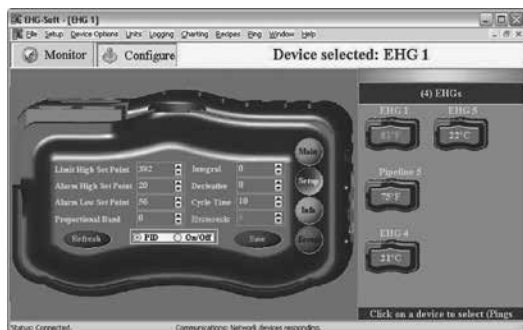 EHG-Soft - [EHG 1]
File Setup Device Options Units Logging Charting Recipes Ping Window Help
Monitor Configure Device selected: EHG 1
(4) EHGs
EHG 1 EHG 5
81°F 22°C
Main
Limit High Set Point 392 Integral 0
Alarm High Set Point 20 Derivative 0
Setup
Alarm Low Set Point 56 Cycle Time 10
Proportional Band 0 Hysteresis
Info
Refresh PID On/Off Save
Pipeline 5
75°F
EHG 4
21°C
Click on a device to select (Pings
Status: Connected. Communications: Network devices responding.